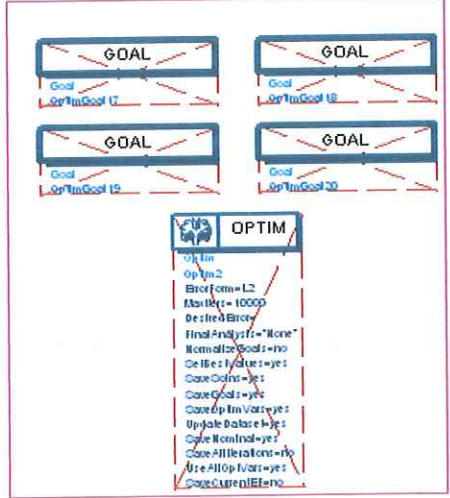 GOAL
Goal
OpTimGoal17
GOAL
Goal
OpTimGoal18
GOAL
Goal
OpTimGoal19
GOAL
Goal
OpTimGoal20
OPTIM
Optim
Optim2
ErrorForm=L2
MaxIters=10000
DesiredError=
FinalAnalysis="None"
NormalizeGoals=no
SetBestValues=yes
SaveSolns=yes
SaveGoals=yes
SaveOptimVars=yes
UpdateDataset=yes
SaveNominal=yes
SaveAllIterations=no
UseAllOptVars=yes
SaveCurrentEF=no